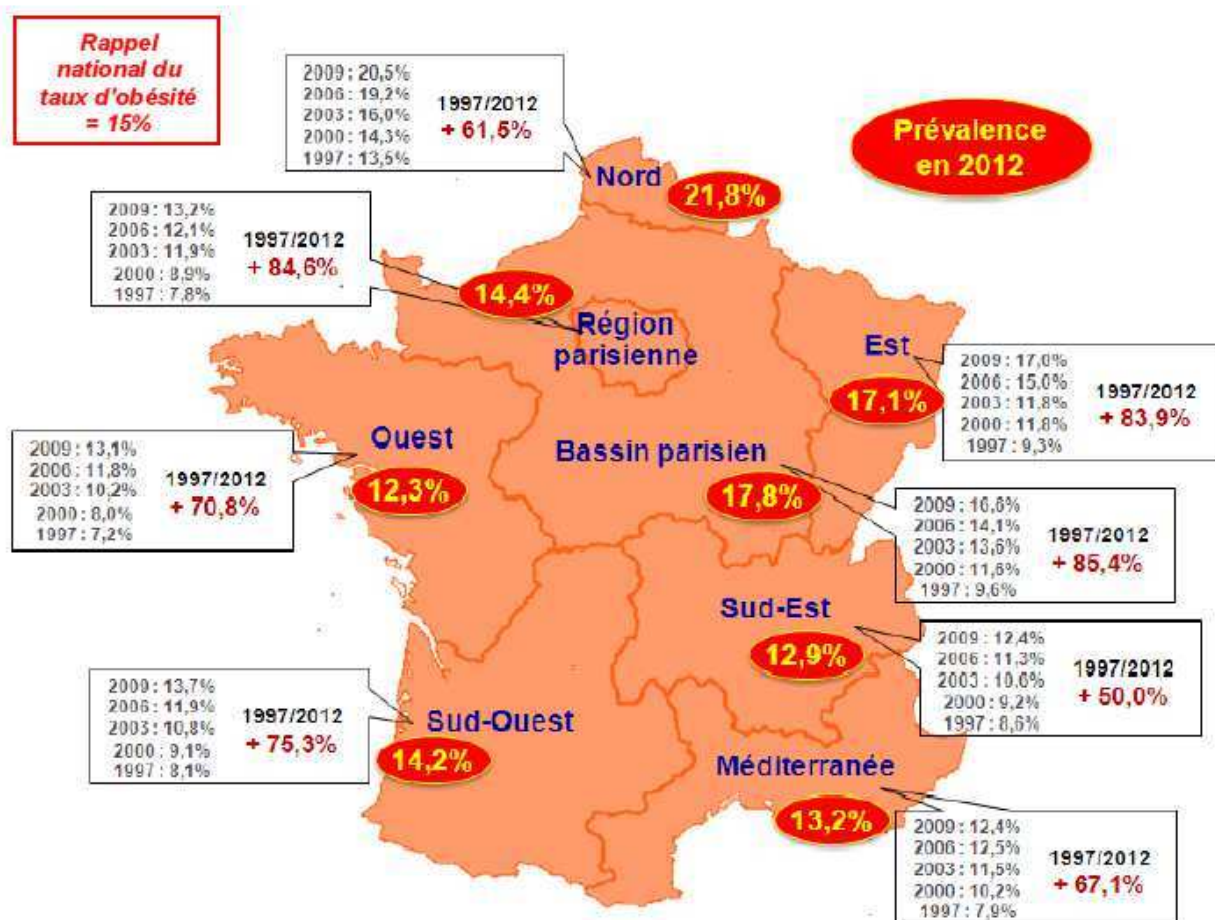 Rappel
national du
taux d'obésité
= 15%
2009 : 20,5%
2006 : 19,2%
2003 : 16,0%
2000 : 14,3%
1997 : 13,5%
1997/2012
+ 61,5%
Prévalence
en 2012
Nord
21,8%
2009 : 13,2%
2006 : 12,1%
2003 : 11,9%
2000 : 8,9%
1997 : 7,8%
1997/2012
+ 84,6%
14,4%
Région
parisienne
Est
17,1%
2009 : 17,0%
2006 : 15,0%
2003 : 11,8%
2000 : 11,8%
1997 : 9,3%
1997/2012
+ 83,9%
2009 : 13,1%
2006 : 11,8%
2003 : 10,2%
2000 : 8,0%
1997 : 7,2%
1997/2012
+ 70,8%
Ouest
12,3%
Bassin parisien
17,8%
2009 : 16,6%
2006 : 14,1%
2003 : 13,6%
2000 : 11,6%
1997 : 9,6%
1997/2012
+ 85,4%
Sud-Est
12,9%
2009 : 12,4%
2006 : 11,3%
2003 : 10,6%
2000 : 9,2%
1997 : 8,6%
1997/2012
+ 50,0%
2009 : 13,7%
2006 : 11,9%
2003 : 10,8%
2000 : 9,1%
1997 : 8,1%
1997/2012
+ 75,3%
Sud-Ouest
14,2%
Méditerranée
13,2%
2009 : 12,4%
2006 : 12,5%
2003 : 11,5%
2000 : 10,2%
1997 : 7,9%
1997/2012
+ 67,1%